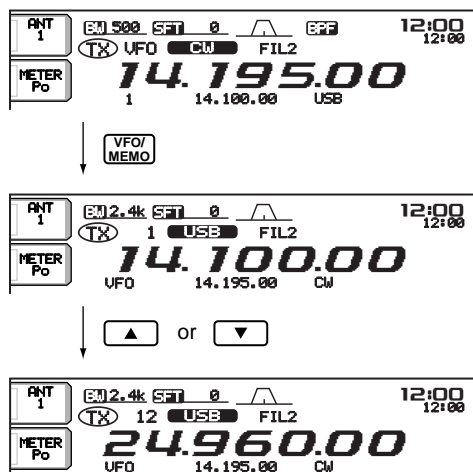 ANT 1 BW 500 SFT 0 BPF 12:00
12:00
TX VFO CW FIL2
METER Po 14.195.00
1 14.100.00 USB
VFO/
MEMO
ANT 1 BW 2.4k SFT 0 12:00
12:00
TX 1 USB FIL2
METER Po 14.100.00
VFO 14.195.00 CW
▲ or ▼
ANT 1 BW 2.4k SFT 0 12:00
12:00
TX 12 USB FIL2
METER Po 24.960.00
VFO 14.195.00 CW